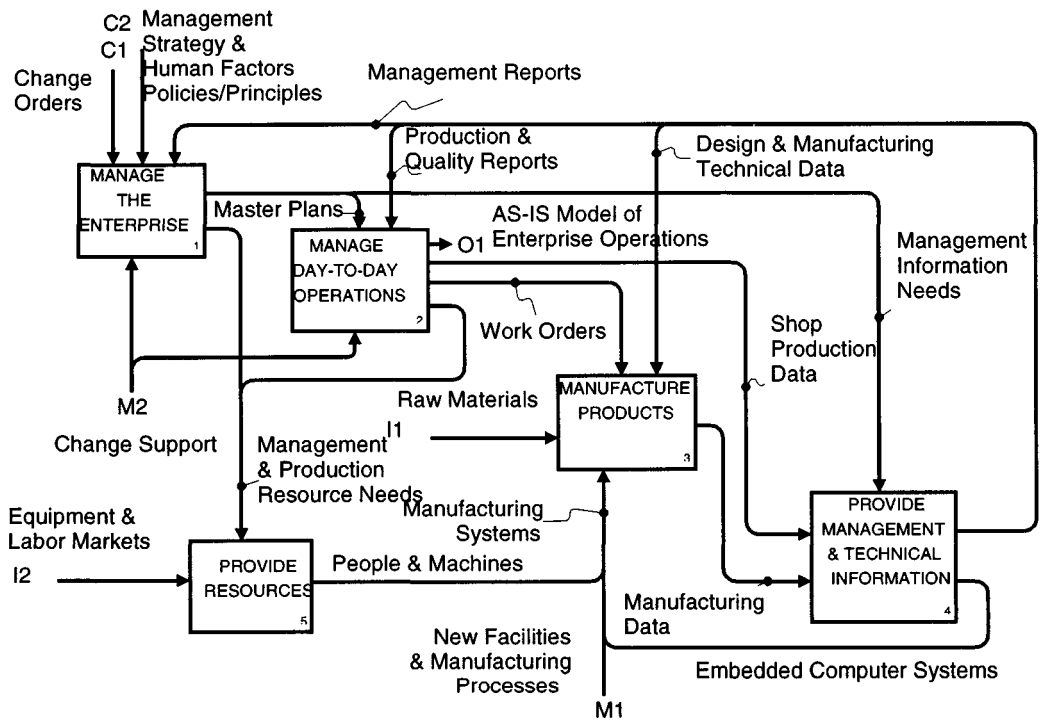 C2
C1
Change
Orders
Management
Strategy &
Human Factors
Policies/Principles
Management Reports
Production &
Quality Reports
Design & Manufacturing
Technical Data
MANAGE
THE
ENTERPRISE
1
Master Plans
AS-IS Model of
Enterprise Operations
O1
MANAGE
DAY-TO-DAY
OPERATIONS
2
Management
Information
Needs
Work Orders
Shop
Production
Data
M2
Change Support
Raw Materials
I1
MANUFACTURE
PRODUCTS
3
Management
& Production
Resource Needs
Manufacturing
Systems
PROVIDE
MANAGEMENT
& TECHNICAL
INFORMATION
4
Equipment &
Labor Markets
I2
PROVIDE
RESOURCES
5
People & Machines
Manufacturing
Data
New Facilities
& Manufacturing
Processes
Embedded Computer Systems
M1